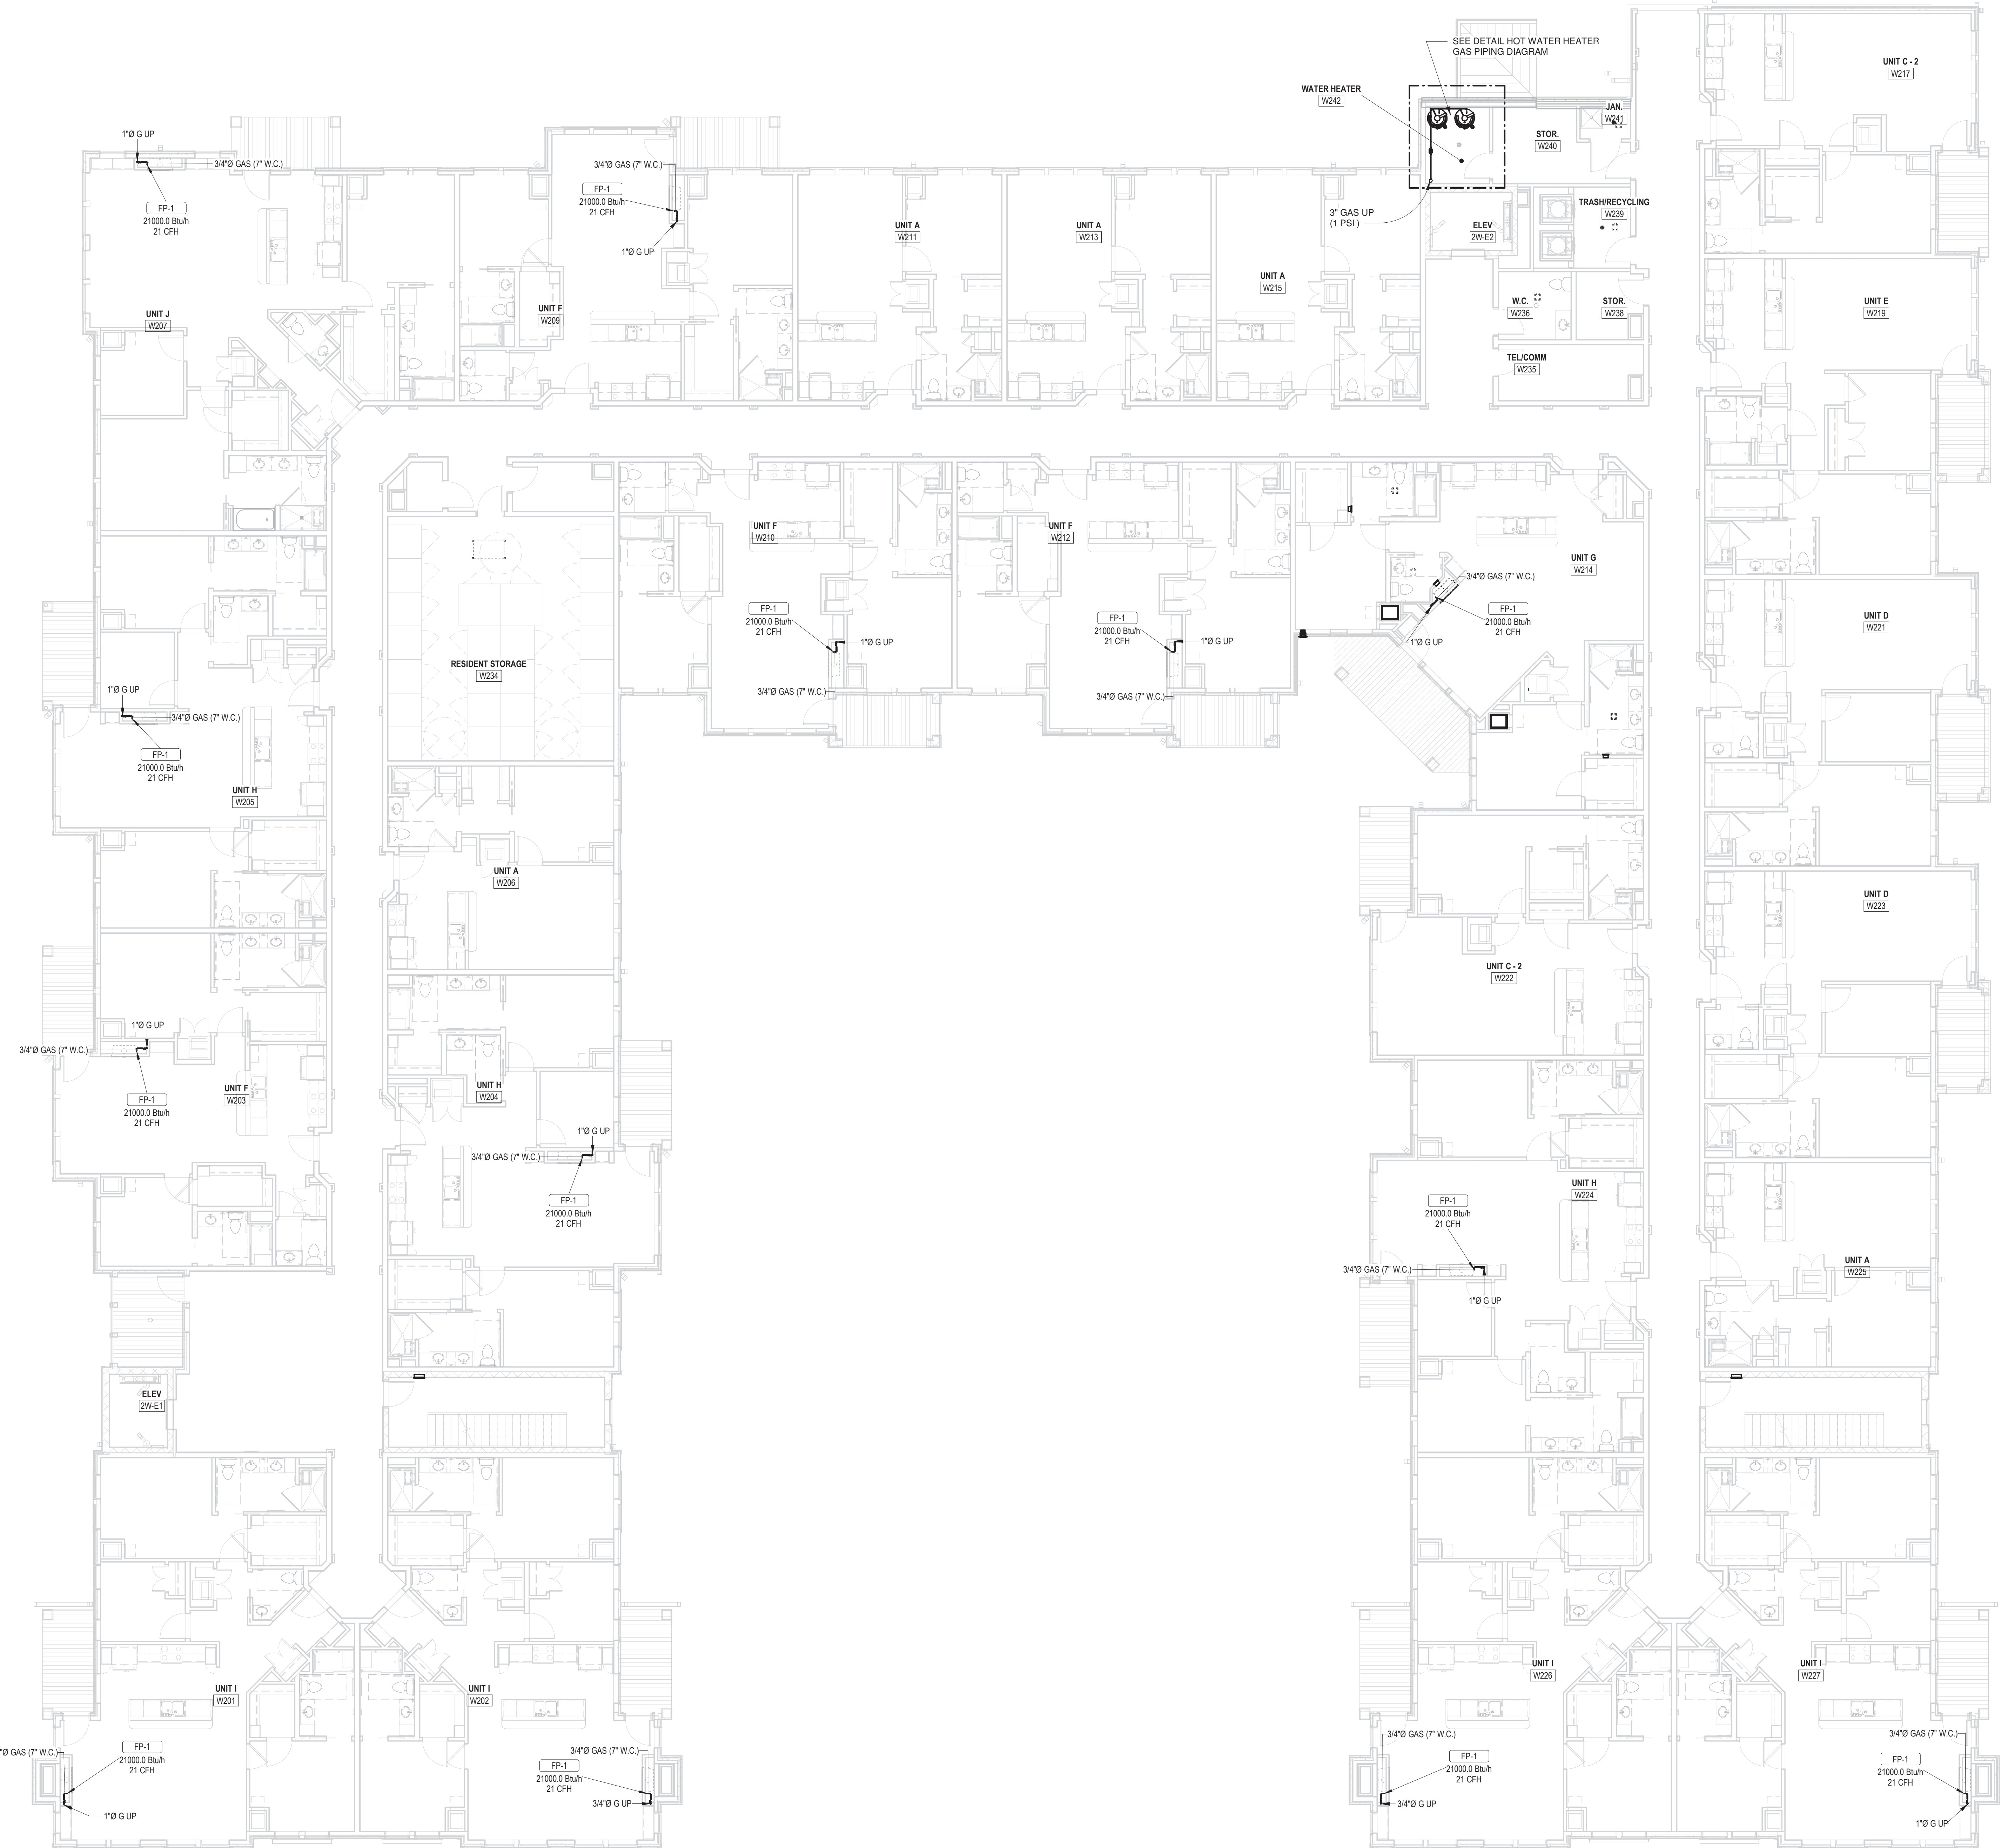 SEE DETAIL HOT WATER HEATER
GAS PIPING DIAGRAM
UNIT C - 2
W217
WATER HEATER
W242
JAN.
W241
STOR.
W240
1"Ø G UP
3/4"Ø GAS (7" W.C.)
FP-1
21000.0 Btu/h
21 CFH
3/4"Ø GAS (7" W.C.)
FP-1
21000.0 Btu/h
21 CFH
1"Ø G UP
UNIT A
W211
UNIT A
W213
UNIT A
W215
3" GAS UP
(1 PSI )
ELEV
2W-E2
TRASH/RECYCLING
W239
UNIT J
W207
UNIT F
W209
W.C.
W236
STOR.
W238
UNIT E
W219
TEL/COMM
W235
UNIT F
W210
UNIT F
W212
UNIT G
W214
3/4"Ø GAS (7" W.C.)
FP-1
21000.0 Btu/h
21 CFH
1"Ø G UP
3/4"Ø GAS (7" W.C.)
FP-1
21000.0 Btu/h
21 CFH
1"Ø G UP
3/4"Ø GAS (7" W.C.)
FP-1
21000.0 Btu/h
21 CFH
1"Ø G UP
UNIT D
W221
RESIDENT STORAGE
W234
1"Ø G UP
3/4"Ø GAS (7" W.C.)
FP-1
21000.0 Btu/h
21 CFH
UNIT H
W205
UNIT A
W206
UNIT D
W223
UNIT C - 2
W222
1"Ø G UP
3/4"Ø GAS (7" W.C.)
FP-1
21000.0 Btu/h
21 CFH
UNIT F
W203
UNIT H
W204
1"Ø G UP
3/4"Ø GAS (7" W.C.)
FP-1
21000.0 Btu/h
21 CFH
UNIT H
W224
FP-1
21000.0 Btu/h
21 CFH
3/4"Ø GAS (7" W.C.)
1"Ø G UP
UNIT A
W225
ELEV
2W-E1
UNIT I
W201
UNIT I
W202
UNIT I
W226
UNIT I
W227
"Ø GAS (7" W.C.)
FP-1
21000.0 Btu/h
21 CFH
1"Ø G UP
3/4"Ø GAS (7" W.C.)
FP-1
21000.0 Btu/h
21 CFH
3/4"Ø G UP
3/4"Ø GAS (7" W.C.)
FP-1
21000.0 Btu/h
21 CFH
3/4"Ø G UP
3/4"Ø GAS (7" W.C.)
FP-1
21000.0 Btu/h
21 CFH
1"Ø G UP